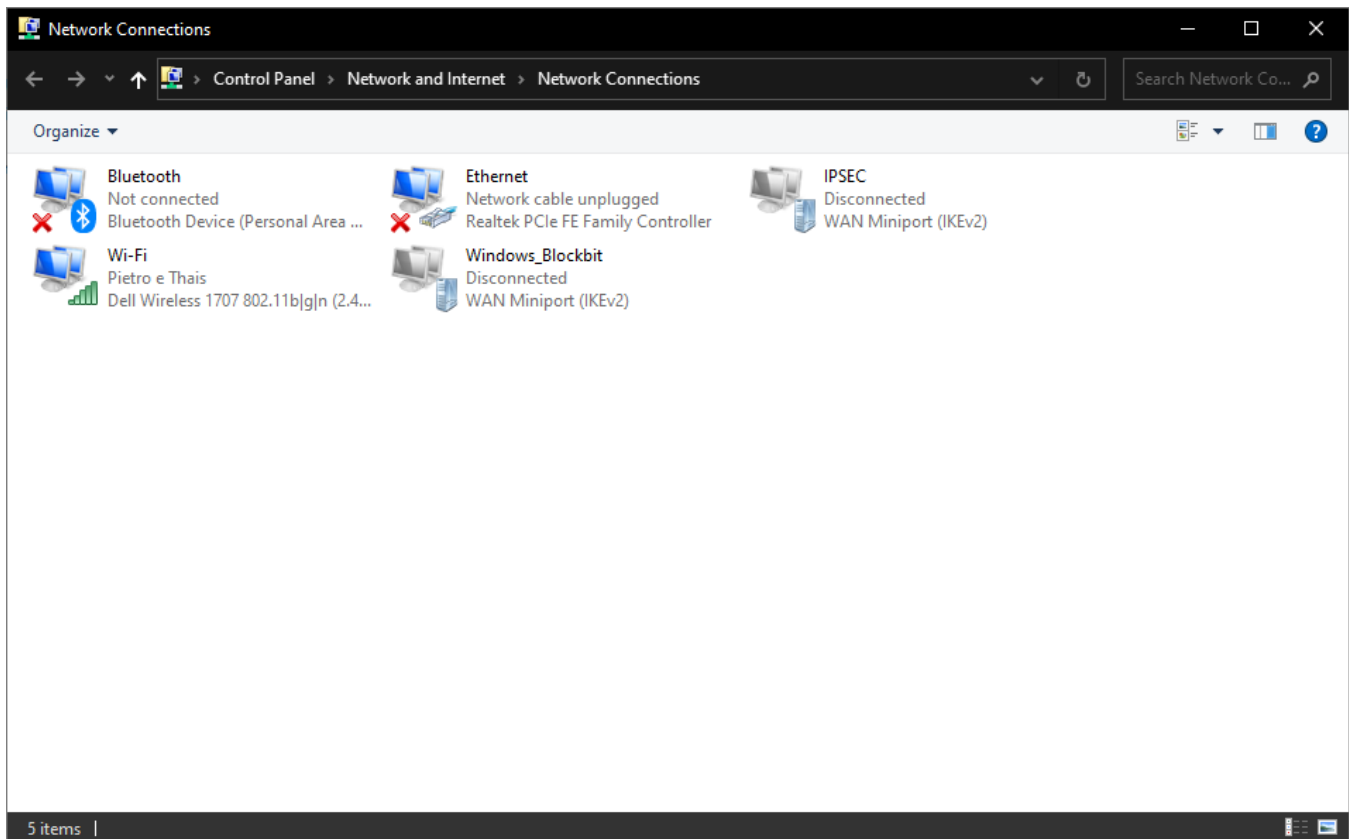 Network Connections
Control Panel > Network and Internet > Network Connections
Search Network Co...
Organize
Bluetooth
Not connected
Bluetooth Device (Personal Area ...
Ethernet
Network cable unplugged
Realtek PCIe FE Family Controller
IPSEC
Disconnected
WAN Miniport (IKEv2)
Wi-Fi
Pietro e Thais
Dell Wireless 1707 802.11b|g|n (2.4...
Windows_Blockbit
Disconnected
WAN Miniport (IKEv2)
5 items